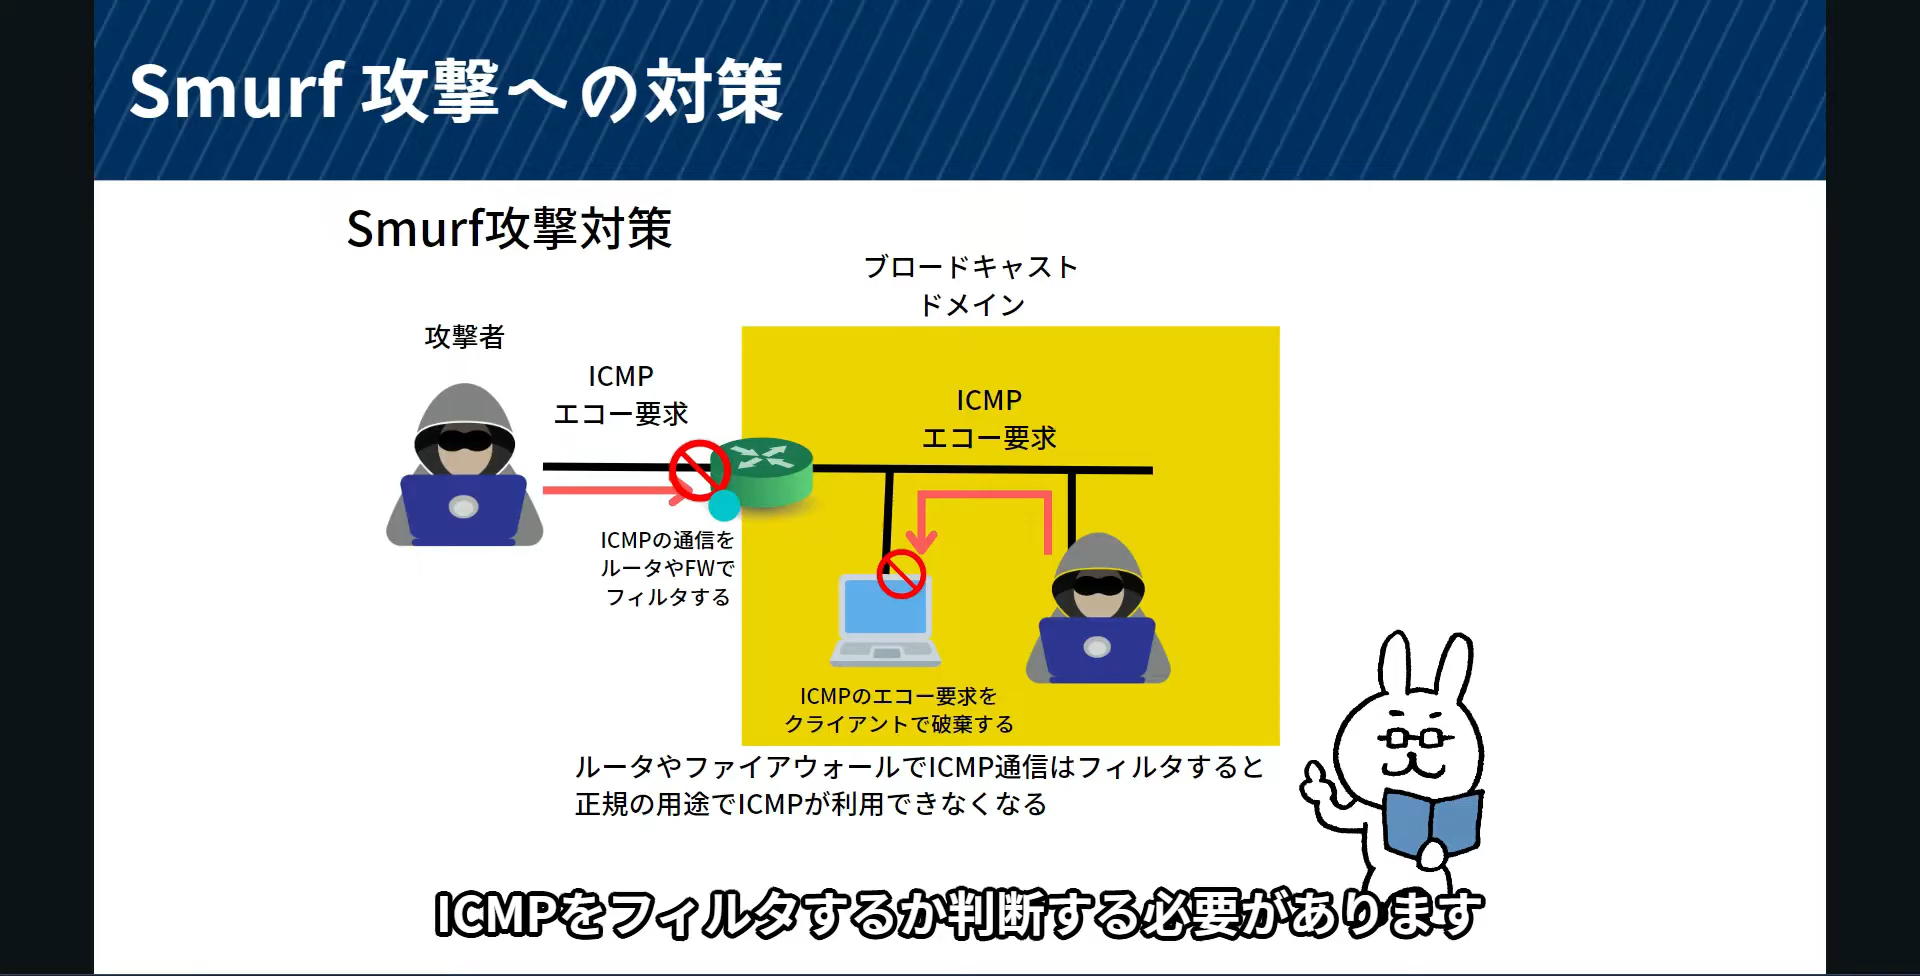 Smurf 攻撃への対策
Smurf攻撃対策
ブロードキャスト
ドメイン
攻撃者
ICMP
エコー要求
ICMP
エコー要求
ICMPの通信を
ルータやFWで
フィルタする
ICMPのエコー要求を
クライアントで破棄する
ルータやファイアウォールでICMP通信はフィルタすると
正規の用途でICMPが利用できなくなる
ICMPをフィルタするか判断する必要があります